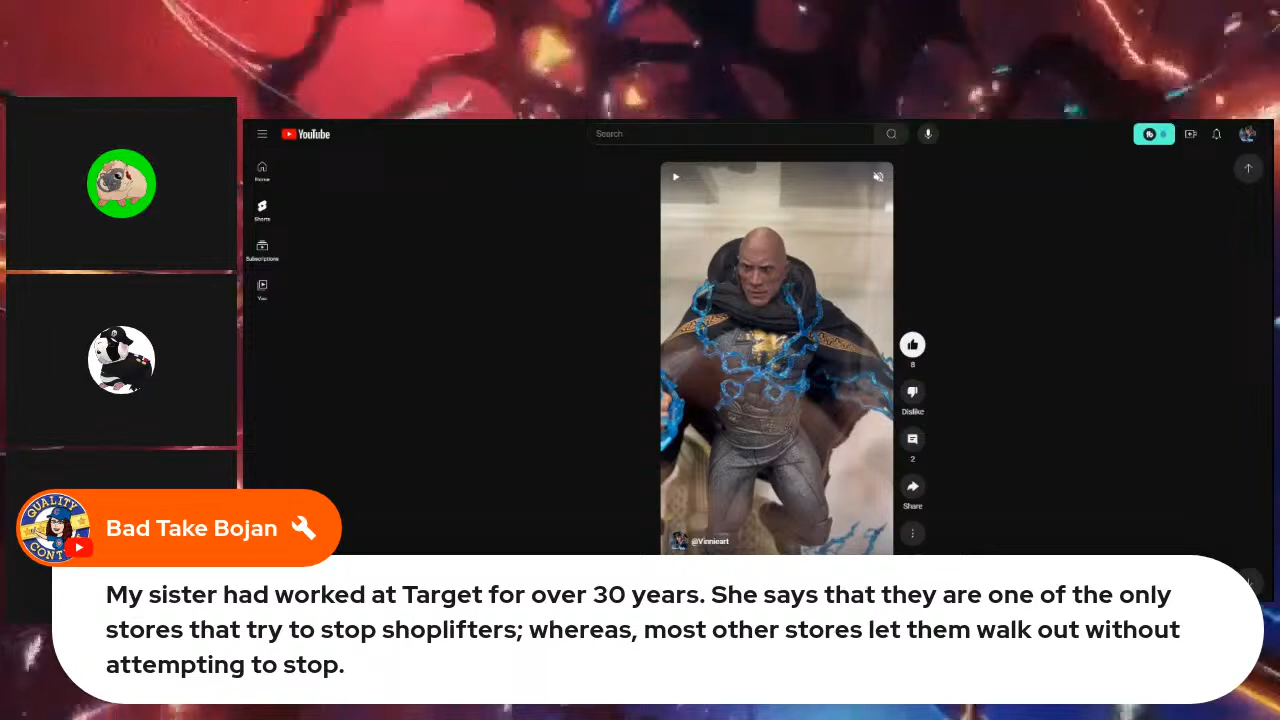 YouTube
Search
Home
Shorts
Subscriptions
You
8
Dislike
2
Share
@Vinnieart
QUALITY
CONT
Bad Take Bojan
My sister had worked at Target for over 30 years. She says that they are one of the only
stores that try to stop shoplifters; whereas, most other stores let them walk out without
attempting to stop.